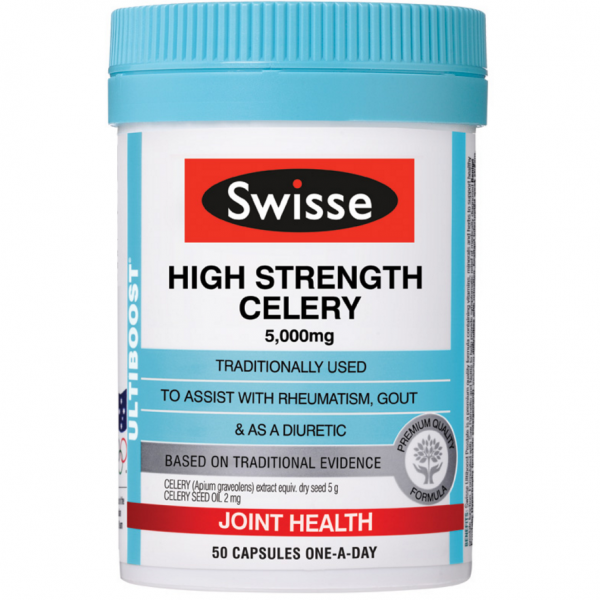 Swisse
HIGH STRENGTH
CELERY
5,000mg
ULTIBOOST
TRADITIONALLY USED
TO ASSIST WITH RHEUMATISM, GOUT
& AS A DIURETIC
BASED ON TRADITIONAL EVIDENCE
PREMIUM QUALITY
FORMULA
CELERY (Apium graveolens) extract equiv. dry seed 5 g
CELERY SEED OIL 2 mg
JOINT HEALTH
50 CAPSULES ONE-A-DAY